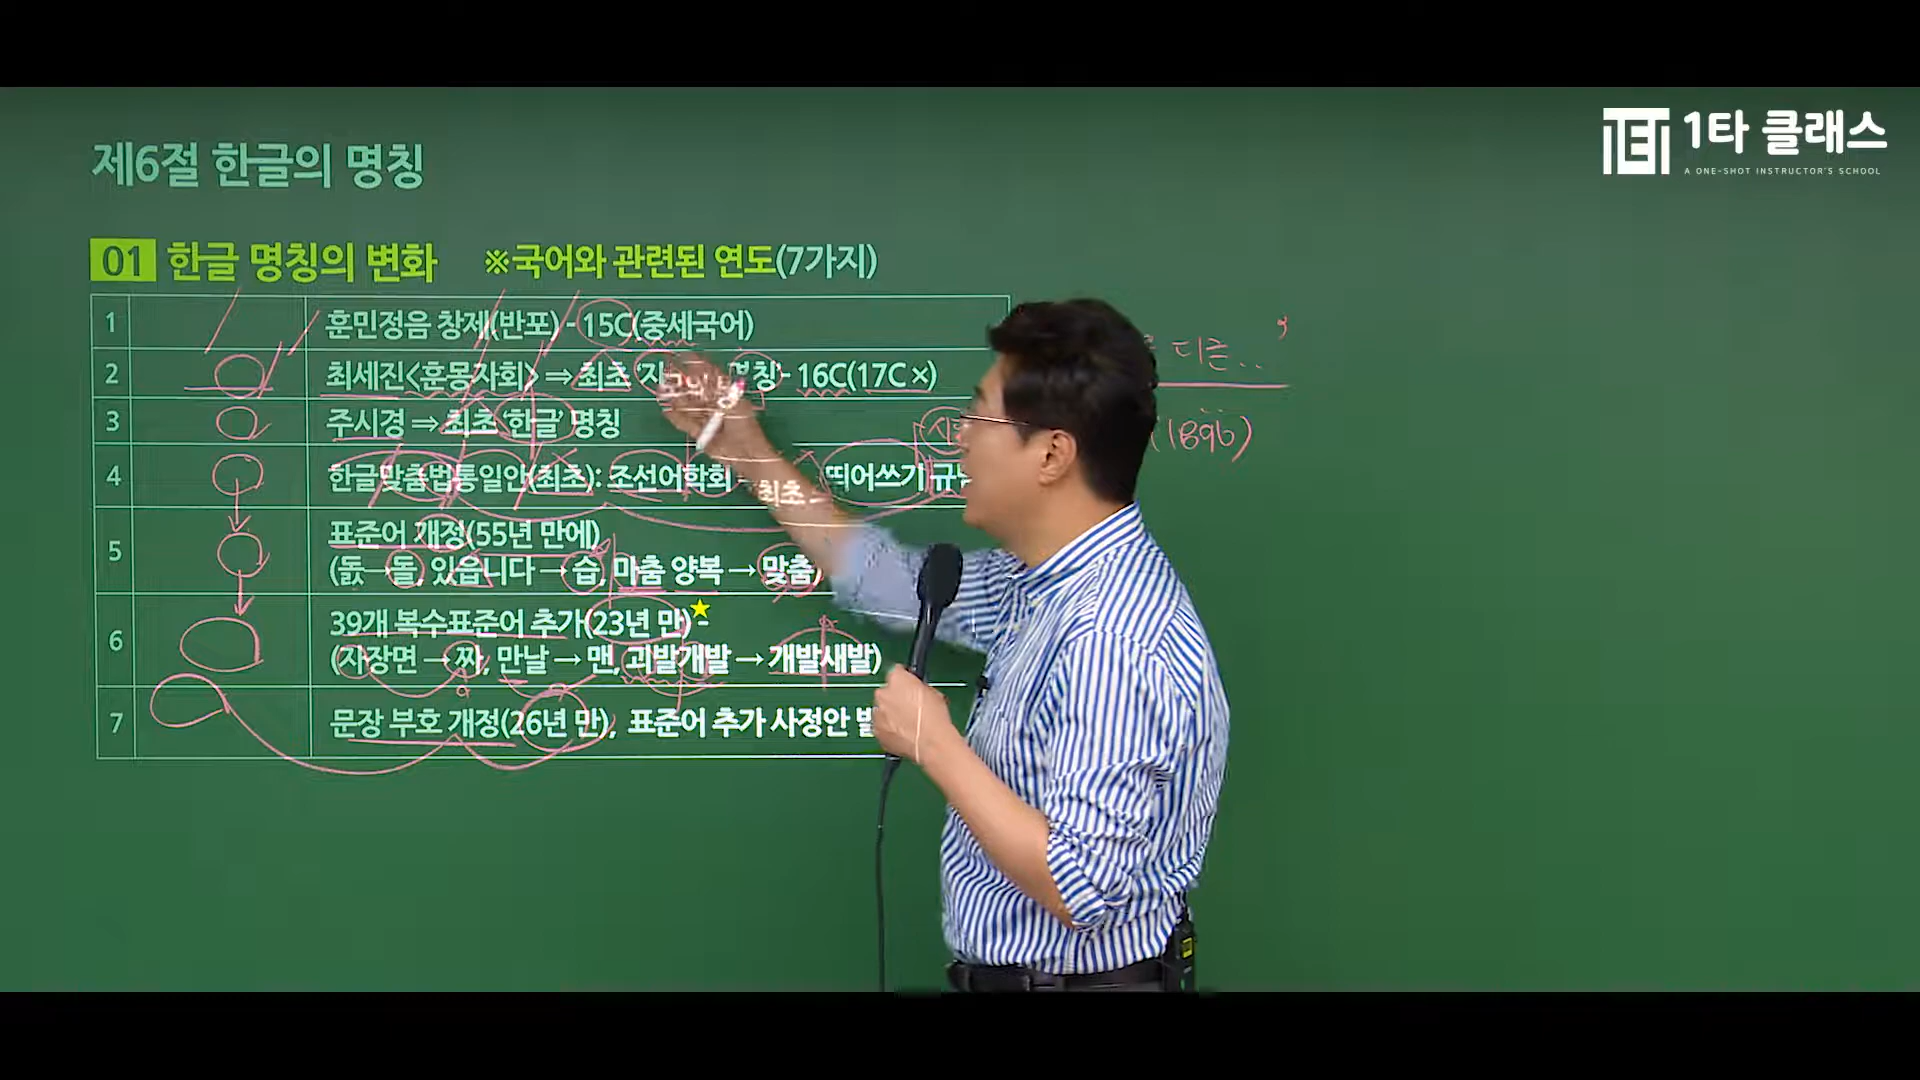 1타 클래스
A ONE-SHOT INSTRUCTOR'S SCHOOL
제6절 한글의 명칭
01 한글 명칭의 변화 ※국어와 관련된 연도(7가지)
1 훈민정음 창제(반포) - 15C(중세국어)
2 최세진<훈몽자회> ⇒ 최초 '자 명칭'- 16C(17C ×)
3 주시경 ⇒ 최초 '한글' 명칭
4 한글맞춤법통일안(최초): 조선어학회 최초 띄어쓰기
5 표준어 개정(55년 만에)
(돐→돌, 있읍니다 → 습, 마춤 양복 → 맞춤)
6 39개 복수표준어 추가(23년 만)★-
(자장면 → 짜, 만날 → 맨, 괴발개발 → 개발새발)
7 문장 부호 개정(26년 만), 표준어 추가 사정안
디귿..'
(1896)